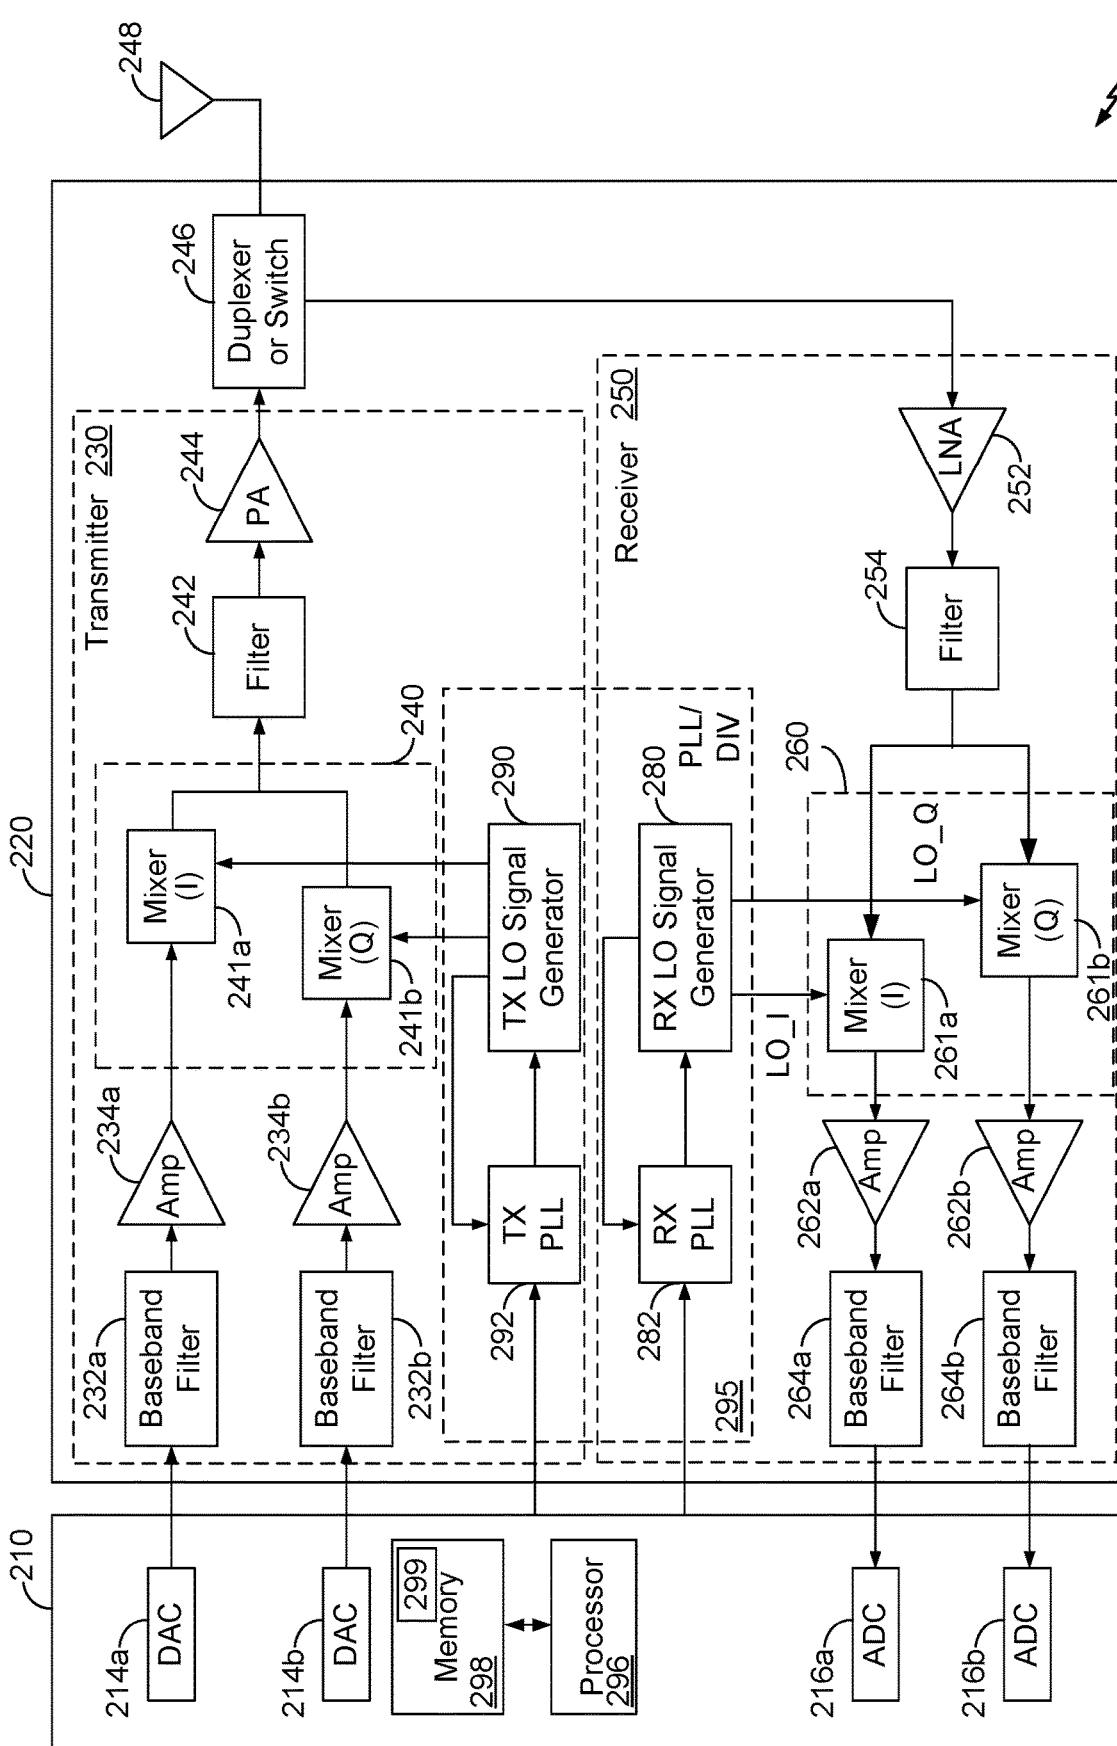 210
220
214a
DAC
232a
Baseband
Filter
234a
Amp
Mixer
(I)
241a
Transmitter 230
Filter
242
PA
244
Duplexer
or Switch
246
248
214b
DAC
Baseband
Filter
232b
234b
Amp
Mixer
(Q)
241b
240
299
Memory
298
Processor
296
TX
PLL
292
TX LO Signal
Generator
290
RX
PLL
282
RX LO Signal
Generator
280
PLL/
DIV
295
Receiver 250
LO_I
LO_Q
260
216a
ADC
264a
Baseband
Filter
262a
Amp
Mixer
(I)
261a
Filter
254
LNA
252
216b
ADC
264b
Baseband
Filter
262b
Amp
Mixer
(Q)
261b